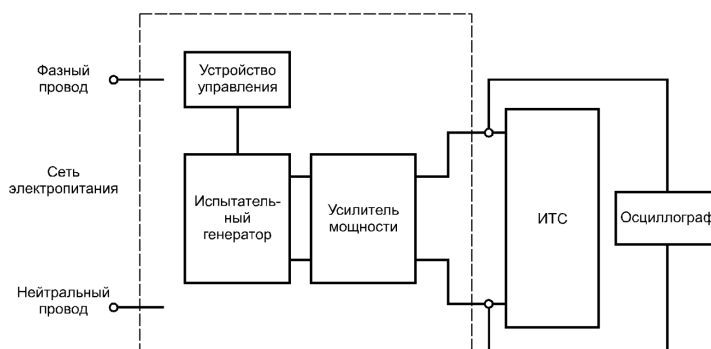 Фазный
провод
Устройство
управления
Сеть
электропитания
Испытатель-
ный
генератор
Усилитель
мощности
ИТС
Осциллограф
Нейтральный
провод